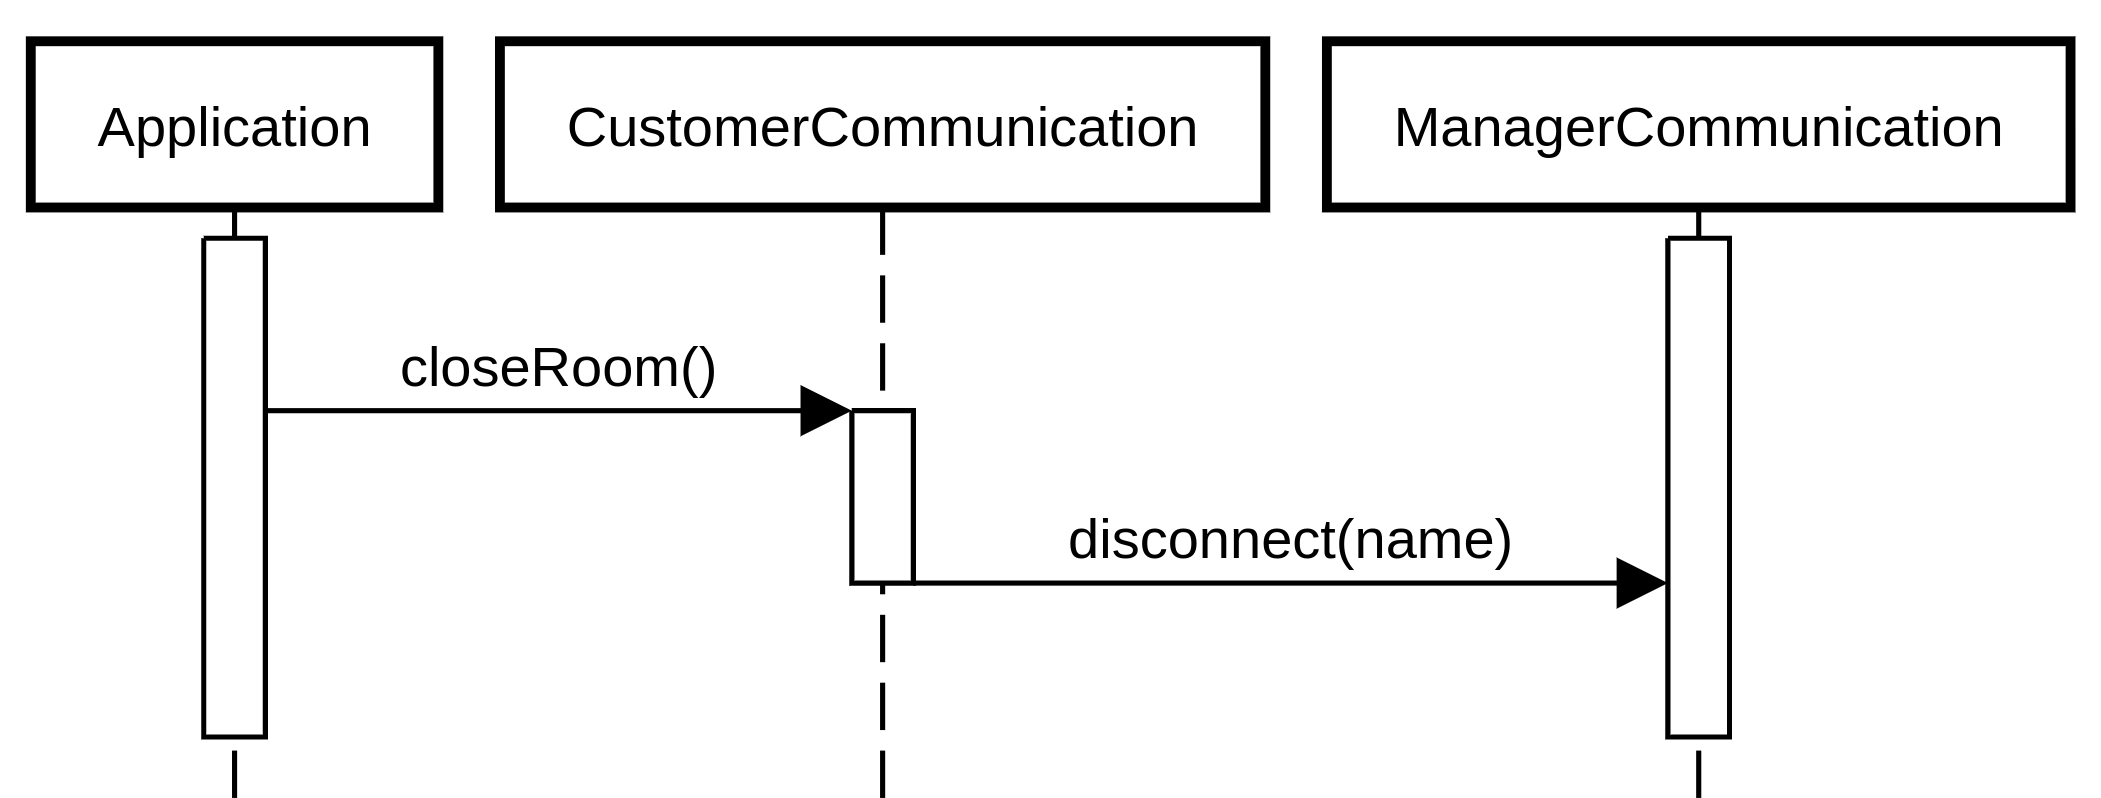 Application
CustomerCommunication
ManagerCommunication
closeRoom()
disconnect(name)